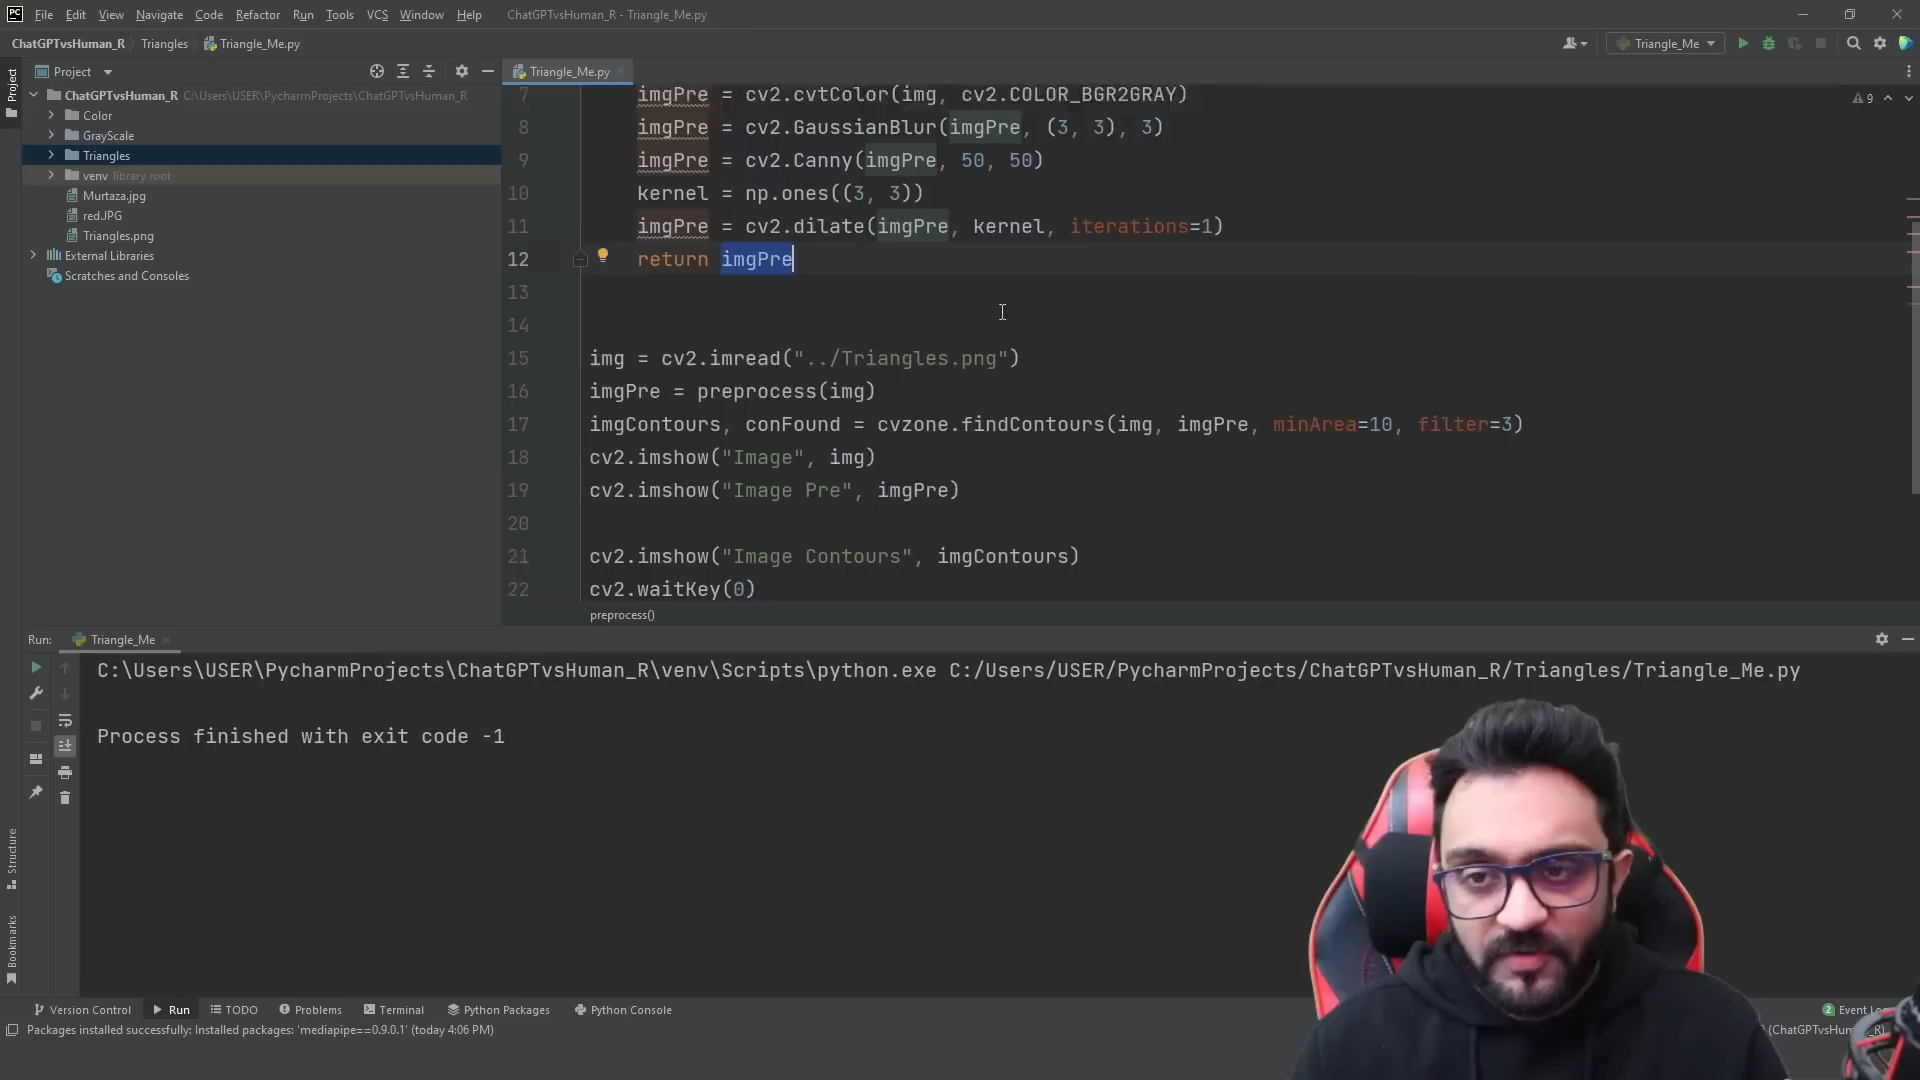 PC File Edit View Navigate Code Refactor Run Tools VCS Window Help ChatGPTvsHuman_R - Triangle_Me.py
ChatGPTvsHuman_R Triangles Triangle_Me.py Triangle_Me
Project Project Triangle_Me.py
ChatGPTvsHuman_R C:\Users\USER\PycharmProjects\ChatGPTvsHuman_R
Color
GrayScale
Triangles
venv library root
Murtaza.jpg
red.JPG
Triangles.png
External Libraries
Scratches and Consoles
9
7 imgPre = cv2.cvtColor(img, cv2.COLOR_BGR2GRAY)
8 imgPre = cv2.GaussianBlur(imgPre, (3, 3), 3)
9 imgPre = cv2.Canny(imgPre, 50, 50)
10 kernel = np.ones((3, 3))
11 imgPre = cv2.dilate(imgPre, kernel, iterations=1)
12 return imgPre
13
14
15 img = cv2.imread("../Triangles.png")
16 imgPre = preprocess(img)
17 imgContours, conFound = cvzone.findContours(img, imgPre, minArea=10, filter=3)
18 cv2.imshow("Image", img)
19 cv2.imshow("Image Pre", imgPre)
20
21 cv2.imshow("Image Contours", imgContours)
22 cv2.waitKey(0)
preprocess()
Run: Triangle_Me
C:\Users\USER\PycharmProjects\ChatGPTvsHuman_R\venv\Scripts\python.exe C:/Users/USER/PycharmProjects/ChatGPTvsHuman_R/Triangles/Triangle_Me.py
Process finished with exit code -1
Structure
Bookmarks
Version Control Run TODO Problems Terminal Python Packages Python Console 2 Event
Packages installed successfully: Installed packages: 'mediapipe==0.9.0.1' (today 4:06 PM) (ChatGPTvsHuman_R)